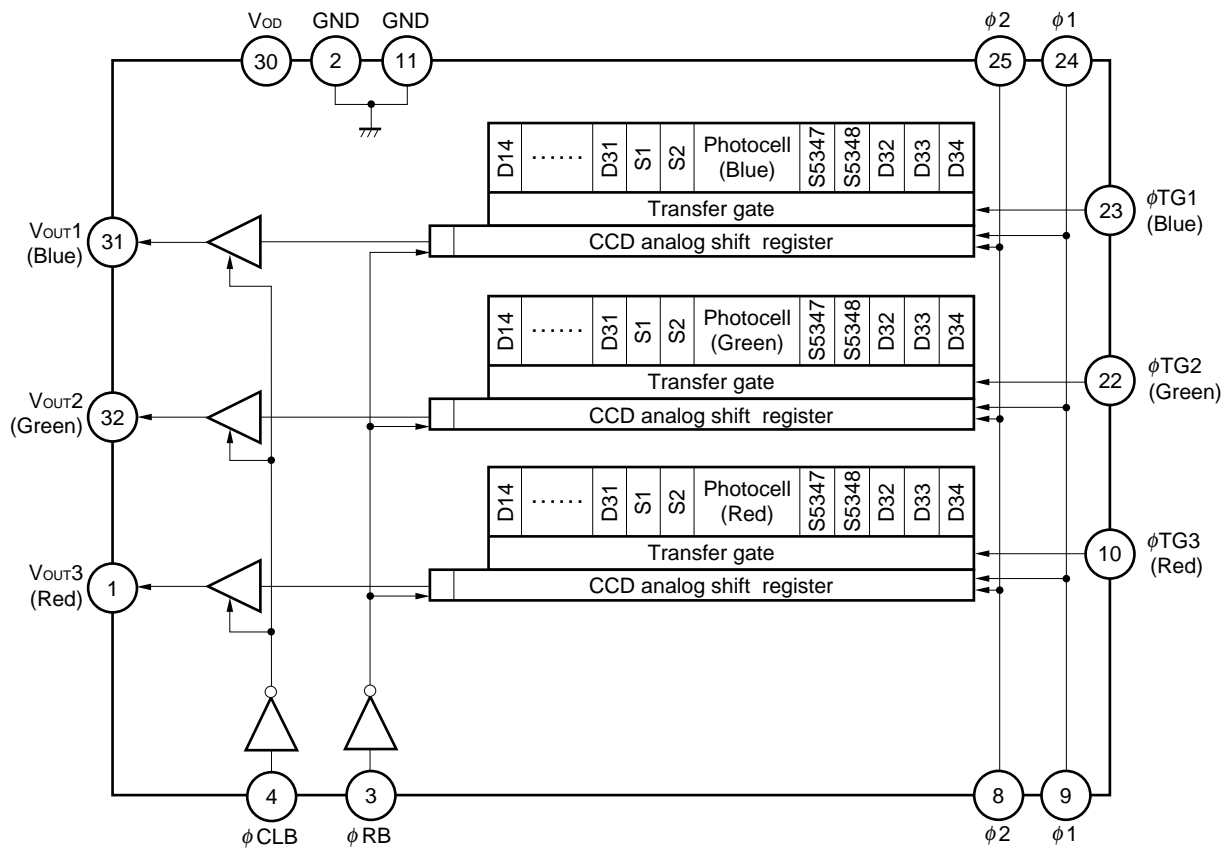 VOD GND GND ϕ2 ϕ1
30 2 11 25 24
D14 ...... D31 S1 S2 Photocell (Blue) S5347 S5348 D32 D33 D34
Transfer gate
CCD analog shift register
VOUT1 (Blue)
31
23
ϕTG1 (Blue)
D14 ...... D31 S1 S2 Photocell (Green) S5347 S5348 D32 D33 D34
Transfer gate
CCD analog shift register
VOUT2 (Green)
32
22
ϕTG2 (Green)
D14 ...... D31 S1 S2 Photocell (Red) S5347 S5348 D32 D33 D34
Transfer gate
CCD analog shift register
VOUT3 (Red)
1
10
ϕTG3 (Red)
4 3 8 9
ϕCLB ϕRB ϕ2 ϕ1